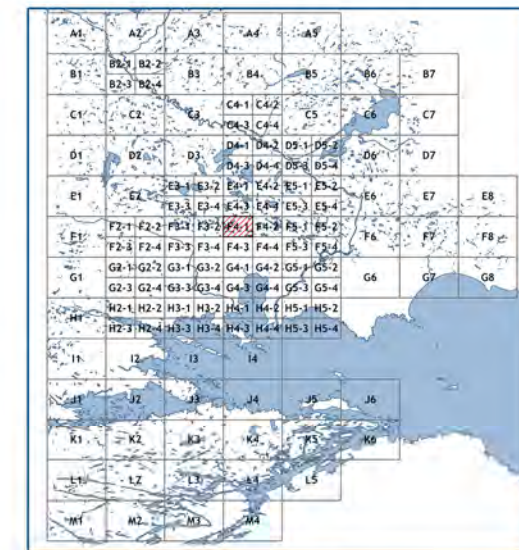 A1 A2 A3 A4 A5
B1 B2-1 B2-2 B3 B4 B5 B6 B7
B2-3 B2-4
C1 C2 C3 C4-1 C4-2 C5 C6 C7
C4-3 C4-4
D1 D2 D3 D4-1 D4-2 D5-1 D5-2 D6 D7
D4-3 D4-4 D5-3 D5-4
E1 E2 E3-1 E3-2 E4-1 E4-2 E5-1 E5-2 E6 E7 E8
E3-3 E3-4 E4-3 E4-4 E5-3 E5-4
F1 F2-1 F2-2 F3-1 F3-2 F4-1 F4-2 F5-1 F5-2 F6 F7 F8
F2-3 F2-4 F3-3 F3-4 F4-3 F4-4 F5-3 F5-4
G1 G2-1 G2-2 G3-1 G3-2 G4-1 G4-2 G5-1 G5-2 G6 G7 G8
G2-3 G2-4 G3-3 G3-4 G4-3 G4-4 G5-3 G5-4
H1 H2-1 H2-2 H3-1 H3-2 H4-1 H4-2 H5-1 H5-2
H2-3 H2-4 H3-3 H3-4 H4-3 H4-4 H5-3 H5-4
I1 I2 I3 I4
J1 J2 J3 J4 J5 J6
K1 K2 K3 K4 K5 K6
L1 L2 L3 L4 L5
M1 M2 M3 M4